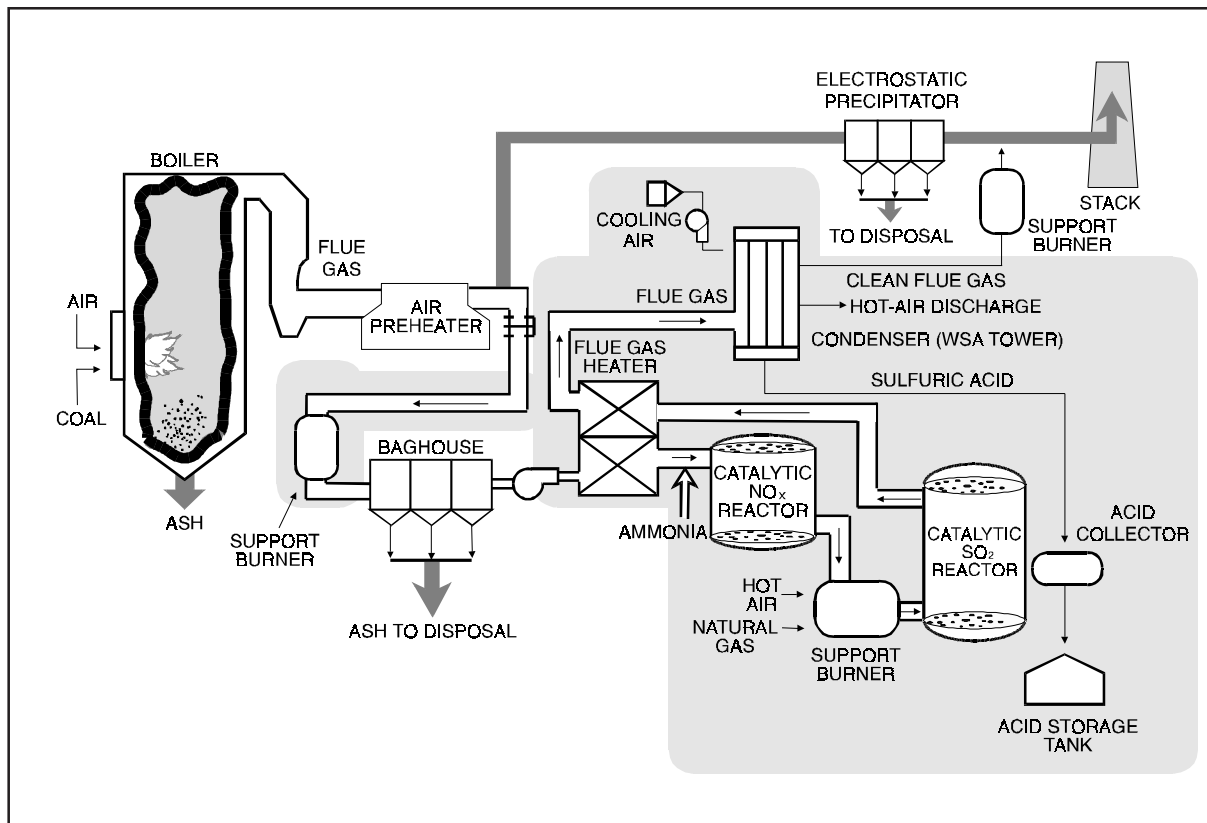 ELECTROSTATIC
PRECIPITATOR
BOILER
STACK
COOLING
AIR
TO DISPOSAL
SUPPORT
BURNER
FLUE
GAS
CLEAN FLUE GAS
AIR
FLUE GAS
HOT-AIR DISCHARGE
AIR
PREHEATER
CONDENSER (WSA TOWER)
FLUE GAS
HEATER
SULFURIC ACID
COAL
BAGHOUSE
CATALYTIC
NOx
REACTOR
ASH
AMMONIA
ACID
COLLECTOR
SUPPORT
BURNER
CATALYTIC
SO2
REACTOR
HOT
AIR
ASH TO DISPOSAL
NATURAL
GAS
SUPPORT
BURNER
ACID STORAGE
TANK